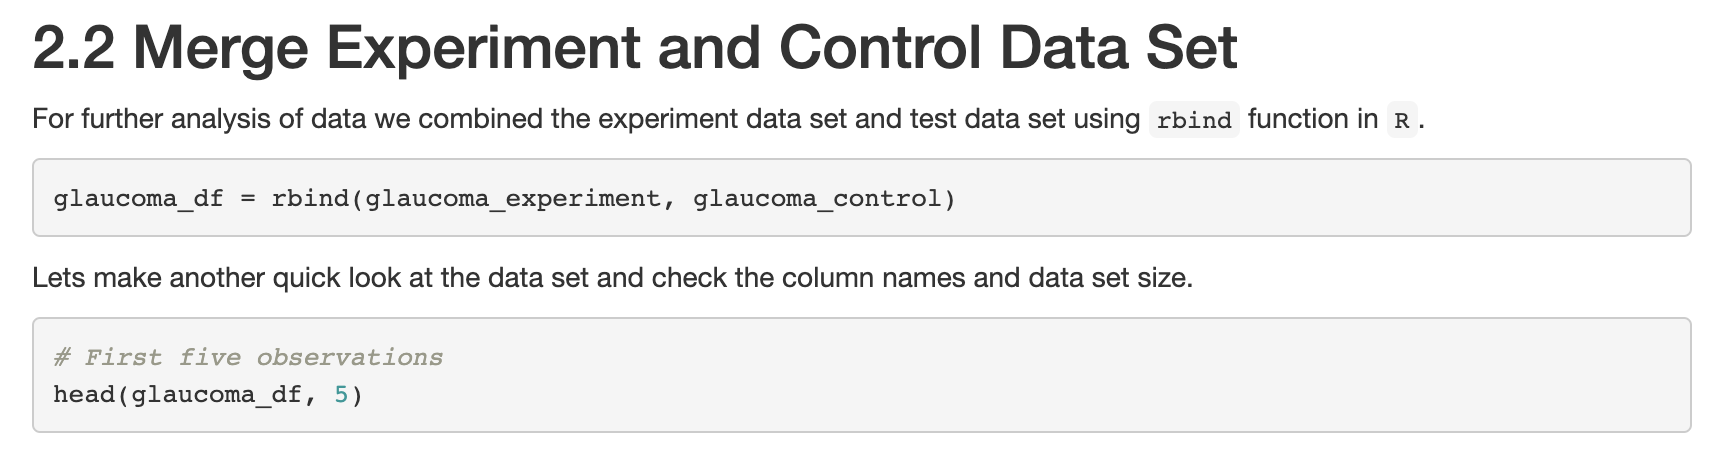 2.2 Merge Experiment and Control Data Set
For further analysis of data we combined the experiment data set and test data set using rbind function in R.
glaucoma_df = rbind(glaucoma_experiment, glaucoma_control)
Lets make another quick look at the data set and check the column names and data set size.
# First five observations
head(glaucoma_df, 5)